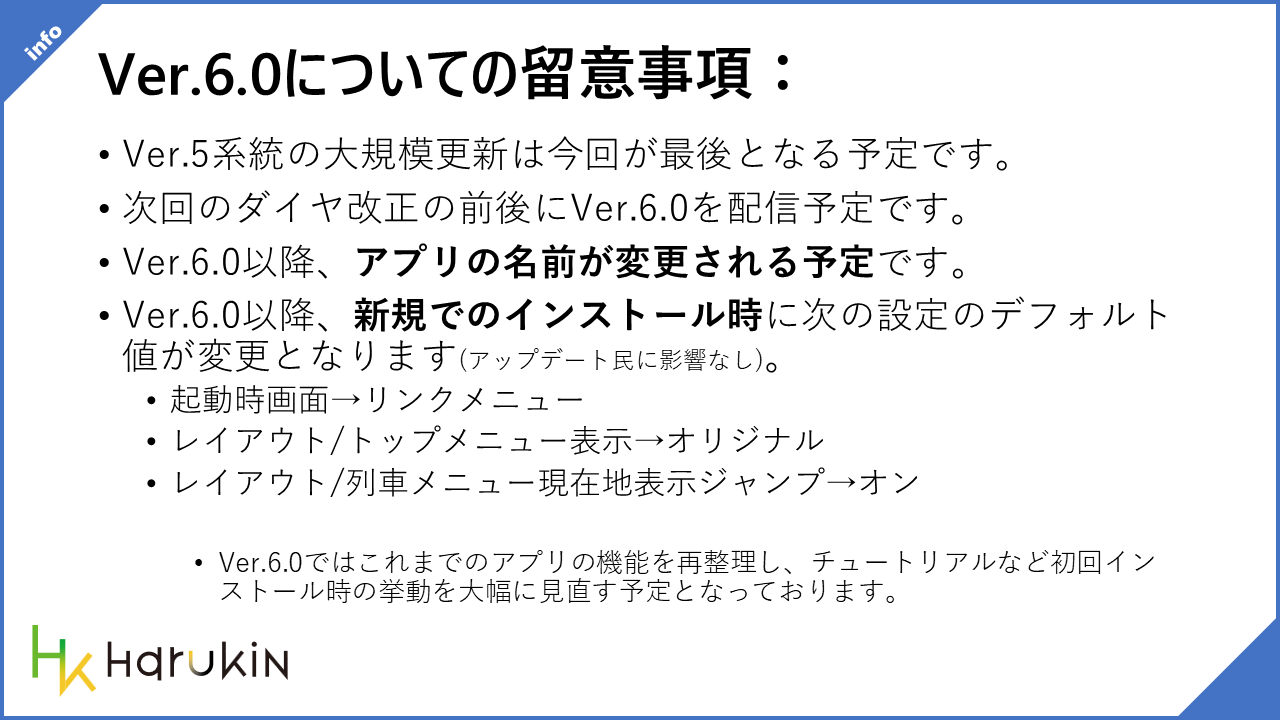 info
Ver.6.0についての留意事項：
• Ver.5系統の大規模更新は今回が最後となる予定です。
• 次回のダイヤ改正の前後にVer.6.0を配信予定です。
• Ver.6.0以降、アプリの名前が変更される予定です。
• Ver.6.0以降、新規でのインストール時に次の設定のデフォルト
値が変更となります(アップデート民に影響なし)。
• 起動時画面→リンクメニュー
• レイアウト/トップメニュー表示→オリジナル
• レイアウト/列車メニュー現在地表示ジャンプ→オン
• Ver.6.0ではこれまでのアプリの機能を再整理し、チュートリアルなど初回イン
ストール時の挙動を大幅に見直す予定となっております。
HK HarukiN